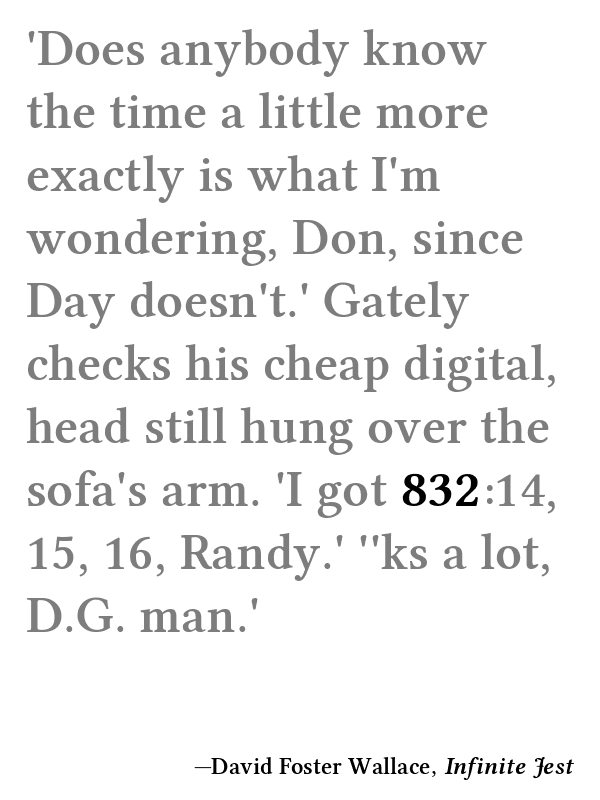 'Does anybody know
the time a little more
exactly is what I'm
wondering, Don, since
Day doesn't.' Gately
checks his cheap digital,
head still hung over the
sofa's arm. 'I got 832:14,
15, 16, Randy.' ''ks a lot,
D.G. man.'
—David Foster Wallace, Infinite Jest